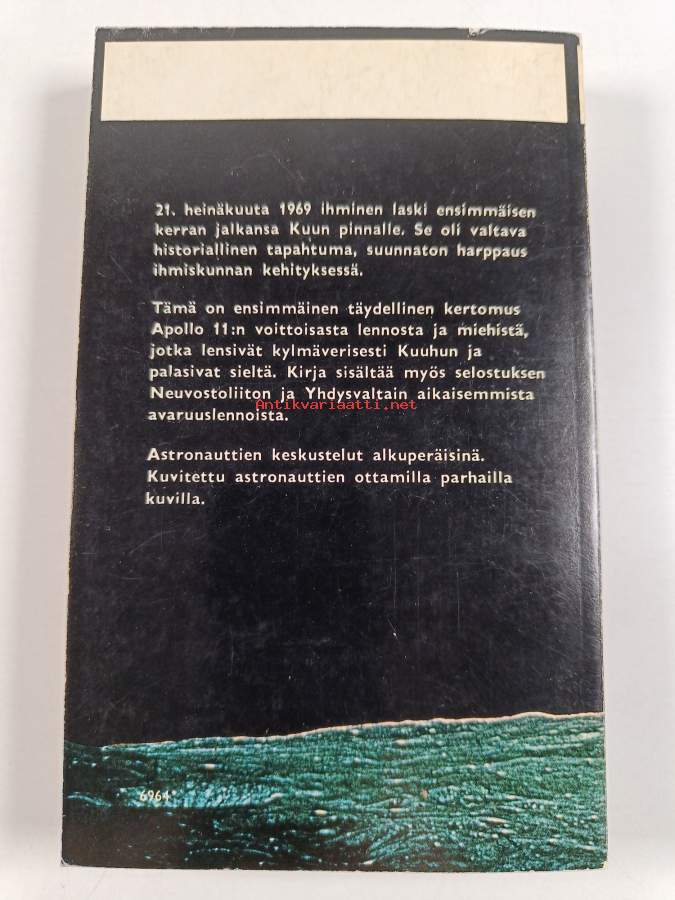 21. heinäkuuta 1969 ihminen laski ensimmäisen
kerran jalkansa Kuun pinnalle. Se oli valtava
historiallinen tapahtuma, suunnaton harppaus
ihmiskunnan kehityksessä.
Tämä on ensimmäinen täydellinen kertomus
Apollo 11:n voittoisasta lennosta ja miehistä,
jotka lensivät kylmäverisesti Kuuhun ja
palasivat sieltä. Kirja sisältää myös selostuksen
Neuvostoliiton ja Yhdysvaltain aikaisemmista
Antikvariaatti.net
avaruuslennoista.
Astronauttien keskustelut alkuperäisinä.
Kuvitettu astronauttien ottamilla parhailla
kuvilla.
6964